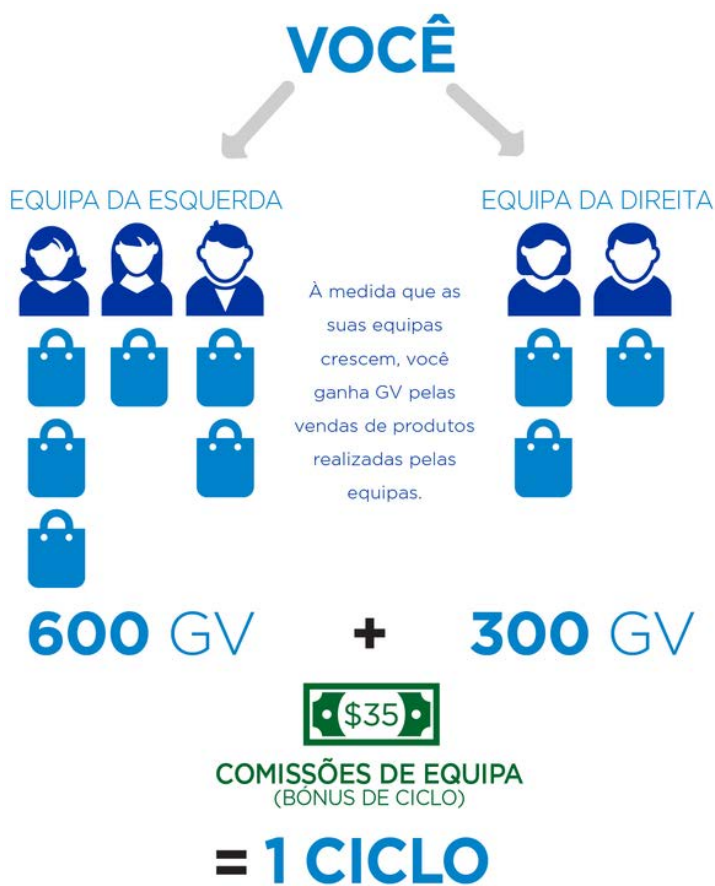 VOCÊ
EQUIPA DA ESQUERDA
EQUIPA DA DIREITA
À medida que as
suas equipas
crescem, você
ganha GV pelas
vendas de produtos
realizadas pelas
equipas.
600 GV + 300 GV
$35
COMISSÕES DE EQUIPA
(BÓNUS DE CICLO)
= 1 CICLO